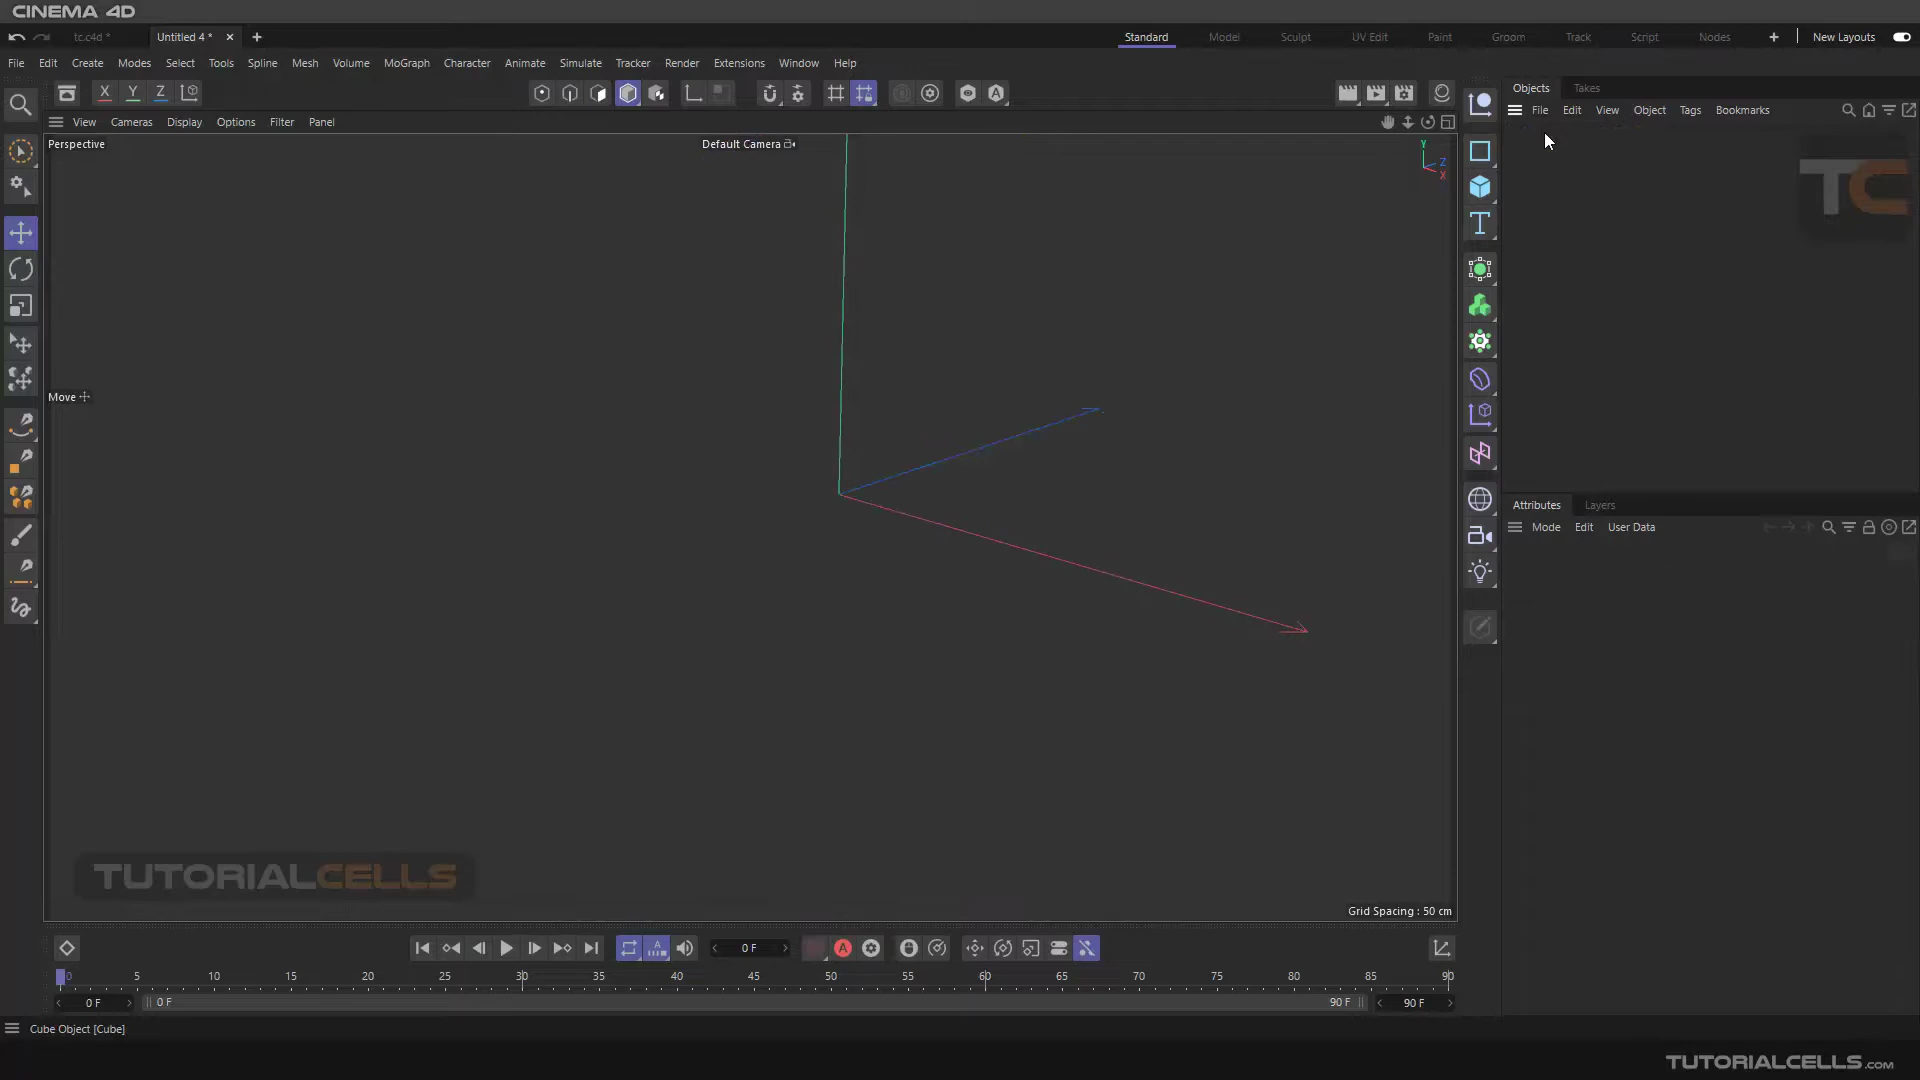 CINEMA 4D
tc.c4d *
Untitled 4 *
Standard
Model
Sculpt
UV Edit
Paint
Groom
Track
Script
Nodes
New Layouts
File Edit Create Modes Select Tools Spline Mesh Volume MoGraph Character Animate Simulate Tracker Render Extensions Window Help
X Y Z
Objects Takes
File Edit View Object Tags Bookmarks
View Cameras Display Options Filter Panel
Perspective
Default Camera
Y
Z
X
TC
Move
Attributes Layers
Mode Edit User Data
TUTORIALCELLS
Grid Spacing : 50 cm
0 F
0 5 10 15 20 25 30 35 40 45 50 55 60 65 70 75 80 85 90
0 F
0 F
90 F
90 F
Cube Object [Cube]
TUTORIALCELLS.COM